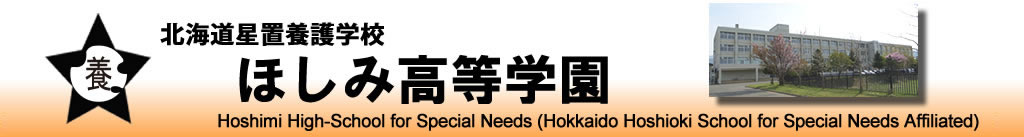 養
北海道星置養護学校
ほしみ高等学園
Hoshimi High-School for Special Needs (Hokkaido Hoshioki School for Special Needs Affiliated)